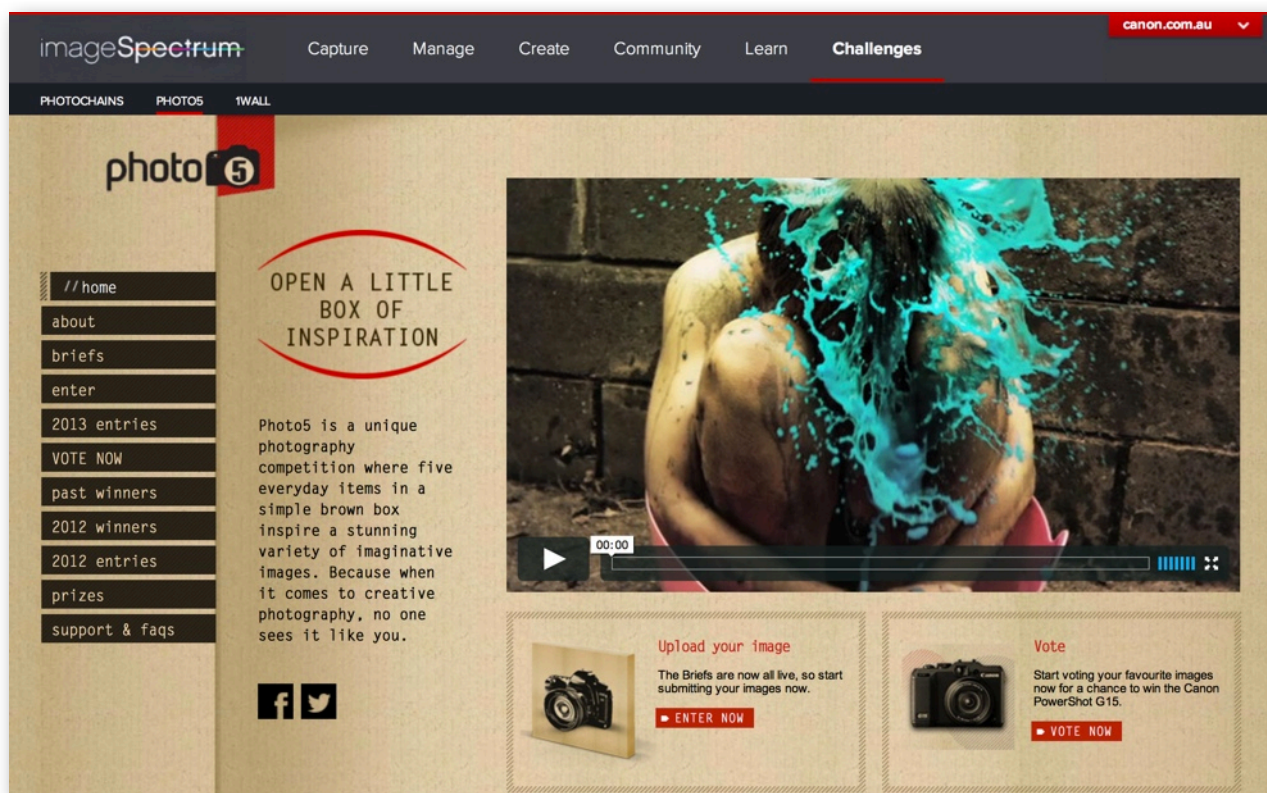 imageSpectrum
Capture
Manage
Create
Community
Learn
Challenges
canon.com.au
PHOTOCHAINS
PHOTO5
1WALL
photo 5
// home
about
briefs
enter
2013 entries
VOTE NOW
past winners
2012 winners
2012 entries
prizes
support & faqs
OPEN A LITTLE
BOX OF
INSPIRATION
Photo5 is a unique
photography
competition where five
everyday items in a
simple brown box
inspire a stunning
variety of imaginative
images. Because when
it comes to creative
photography, no one
sees it like you.
00:00
Upload your image
The Briefs are now all live, so start
submitting your images now.
ENTER NOW
Vote
Start voting your favourite images
now for a chance to win the Canon
PowerShot G15.
VOTE NOW